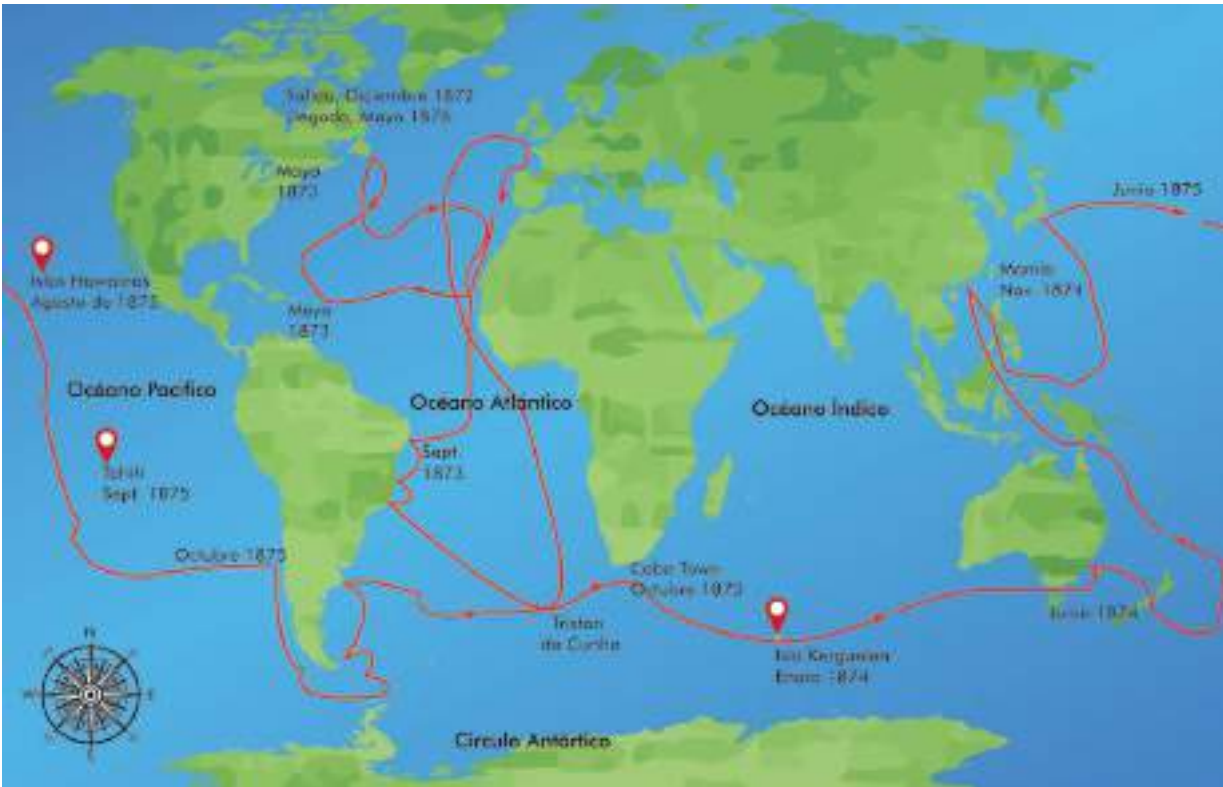 Salida, Diciembre 1872
Llegada, Mayo 1876
Mayo
1873
Junio 1875
Islas Hawaianas
Agosto de 1875
Manila
Nov. 1874
Mayo
1873
Océano Pacífico
Océano Atlántico
Océano Índico
Tahití
Sept. 1875
Sept.
1873
Octubre 1875
Cabo Town
Octubre 1873
Tristan
da Cunha
Junio 1874
Isla Kerguelen
Enero 1874
Círculo Antártico
N
W
E
S